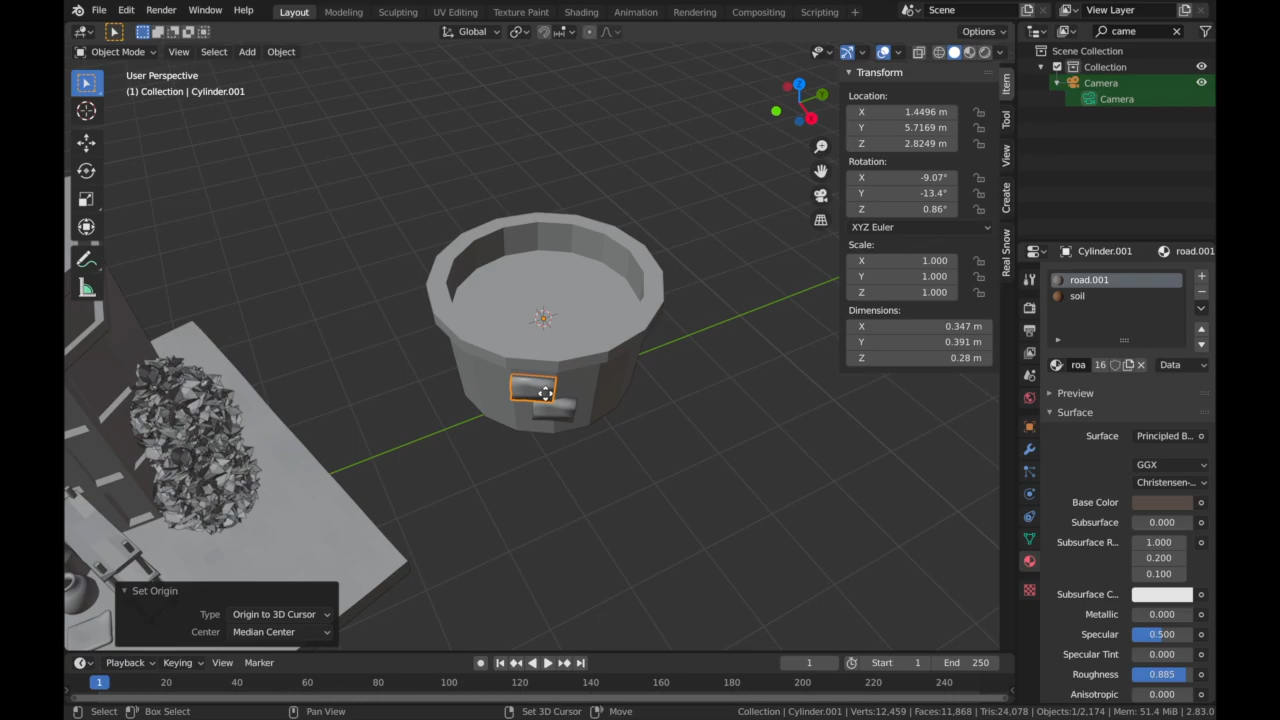 File Edit Render Window Help Layout Modeling Sculpting UV Editing Texture Paint Shading Animation Rendering Compositing Scripting Scene View Layer
Global Options came
Object Mode View Select Add Object
Scene Collection
User Perspective
(1) Collection | Cylinder.001
Collection
Camera
Camera
Transform
Location:
X 1.4496 m
Y 5.7169 m
Z 2.8249 m
Rotation:
X -9.07°
Y -13.4°
Z 0.86°
XYZ Euler
Scale:
X 1.000
Y 1.000
Z 1.000
Dimensions:
X 0.347 m
Y 0.391 m
Z 0.28 m
Item
Tool
View
Create
Real Snow
Cylinder.001 road.001
road.001
soil
roa 16 Data
Preview
Surface
Surface Principled B...
GGX
Christensen-...
Base Color
Subsurface 0.000
Subsurface R... 1.000
0.200
0.100
Subsurface C...
Metallic 0.000
Specular 0.500
Specular Tint 0.000
Roughness 0.885
Anisotropic 0.000
Set Origin
Type Origin to 3D Cursor
Center Median Center
Playback Keying View Marker 1 Start 1 End 250
1 20 40 60 80 100 120 140 160 180 200 220 240
Select Box Select Pan View Set 3D Cursor Move Collection | Cylinder.001 | Verts:12,459 | Faces:11,868 | Tris:24,078 | Objects:1/2,174 | Mem: 51.4 MiB | 2.83.0